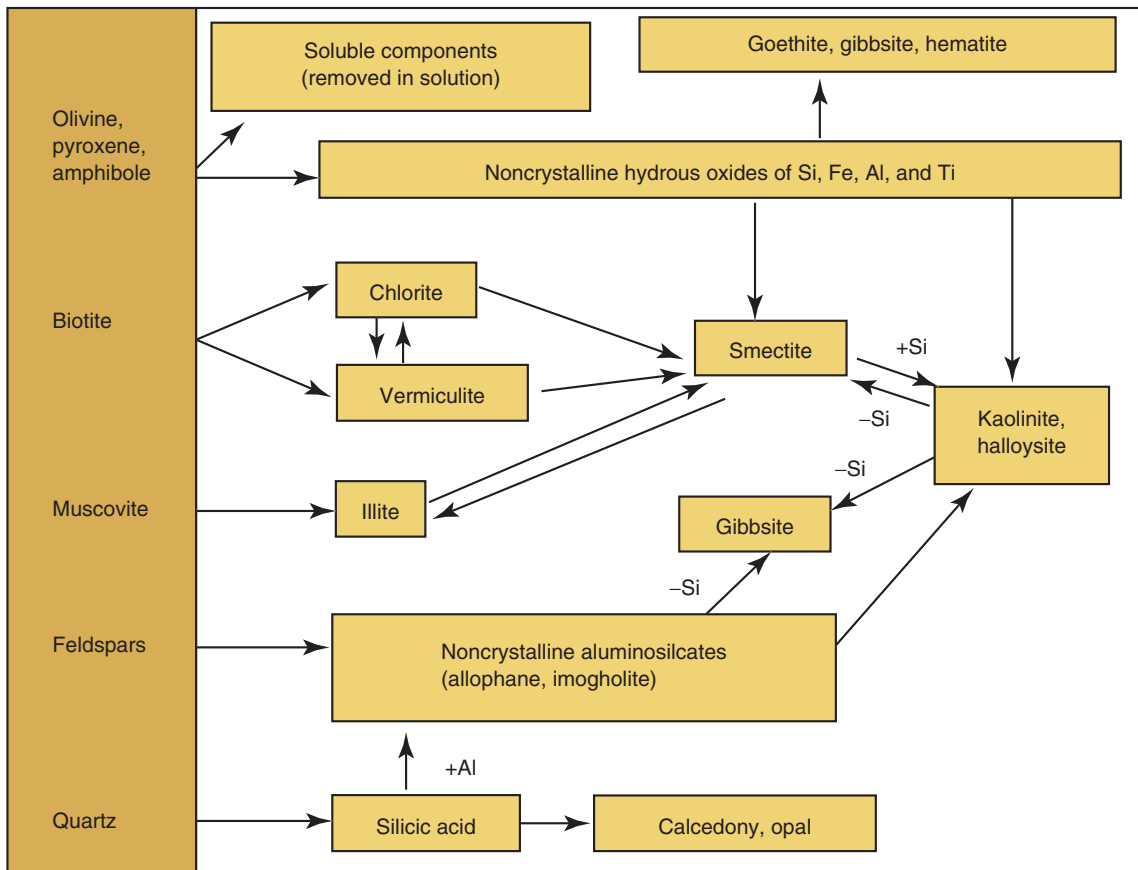 Soluble components
(removed in solution)
Goethite, gibbsite, hematite
Olivine,
pyroxene,
amphibole
Noncrystalline hydrous oxides of Si, Fe, Al, and Ti
Biotite
Chlorite
Vermiculite
Smectite
+Si
−Si
Kaolinite,
halloysite
−Si
Muscovite
Illite
Gibbsite
−Si
Feldspars
Noncrystalline aluminosilcates
(allophane, imogholite)
+Al
Quartz
Silicic acid
Calcedony, opal